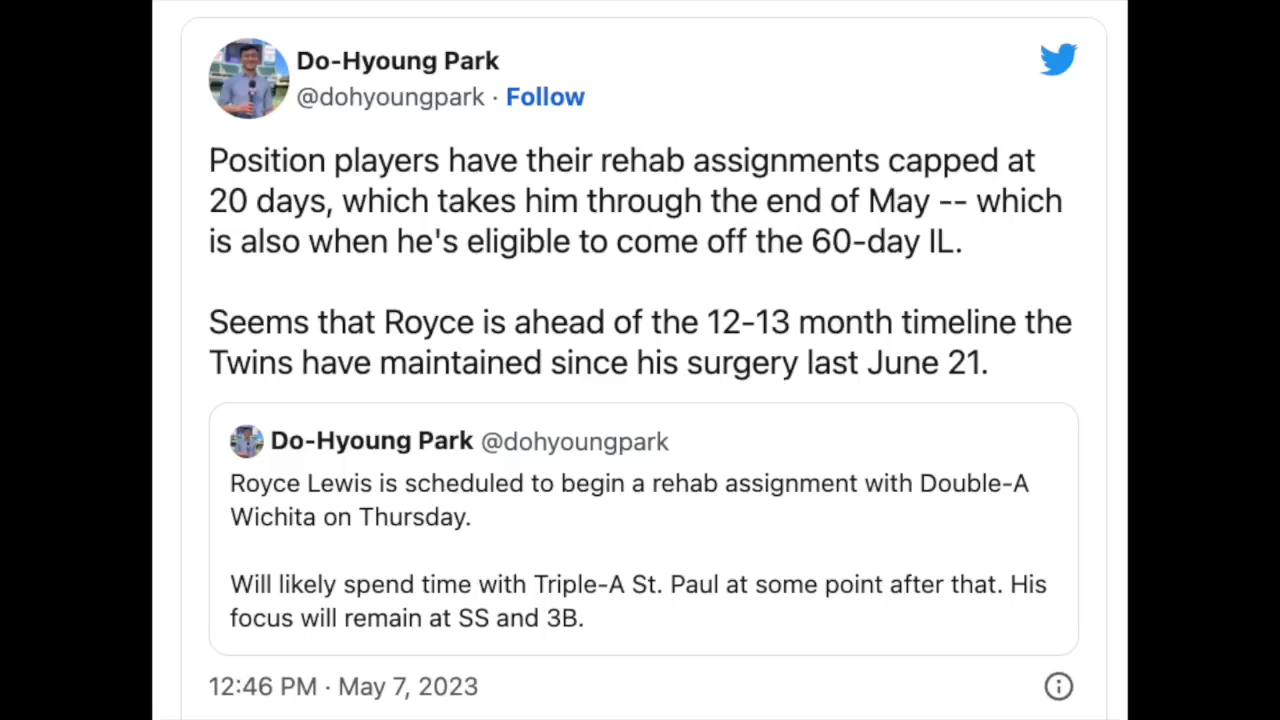 Do-Hyoung Park
@dohyoungpark · Follow
Position players have their rehab assignments capped at
20 days, which takes him through the end of May -- which
is also when he's eligible to come off the 60-day IL.
Seems that Royce is ahead of the 12-13 month timeline the
Twins have maintained since his surgery last June 21.
Do-Hyoung Park @dohyoungpark
Royce Lewis is scheduled to begin a rehab assignment with Double-A
Wichita on Thursday.
Will likely spend time with Triple-A St. Paul at some point after that. His
focus will remain at SS and 3B.
12:46 PM · May 7, 2023